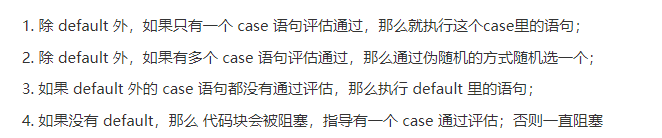 1. 除 default 外，如果只有一个 case 语句评估通过，那么就执行这个case里的语句；
2. 除 default 外，如果有多个 case 语句评估通过，那么通过伪随机的方式随机选一个；
3. 如果 default 外的 case 语句都没有通过评估，那么执行 default 里的语句；
4. 如果没有 default，那么 代码块会被阻塞，指导有一个 case 通过评估；否则一直阻塞